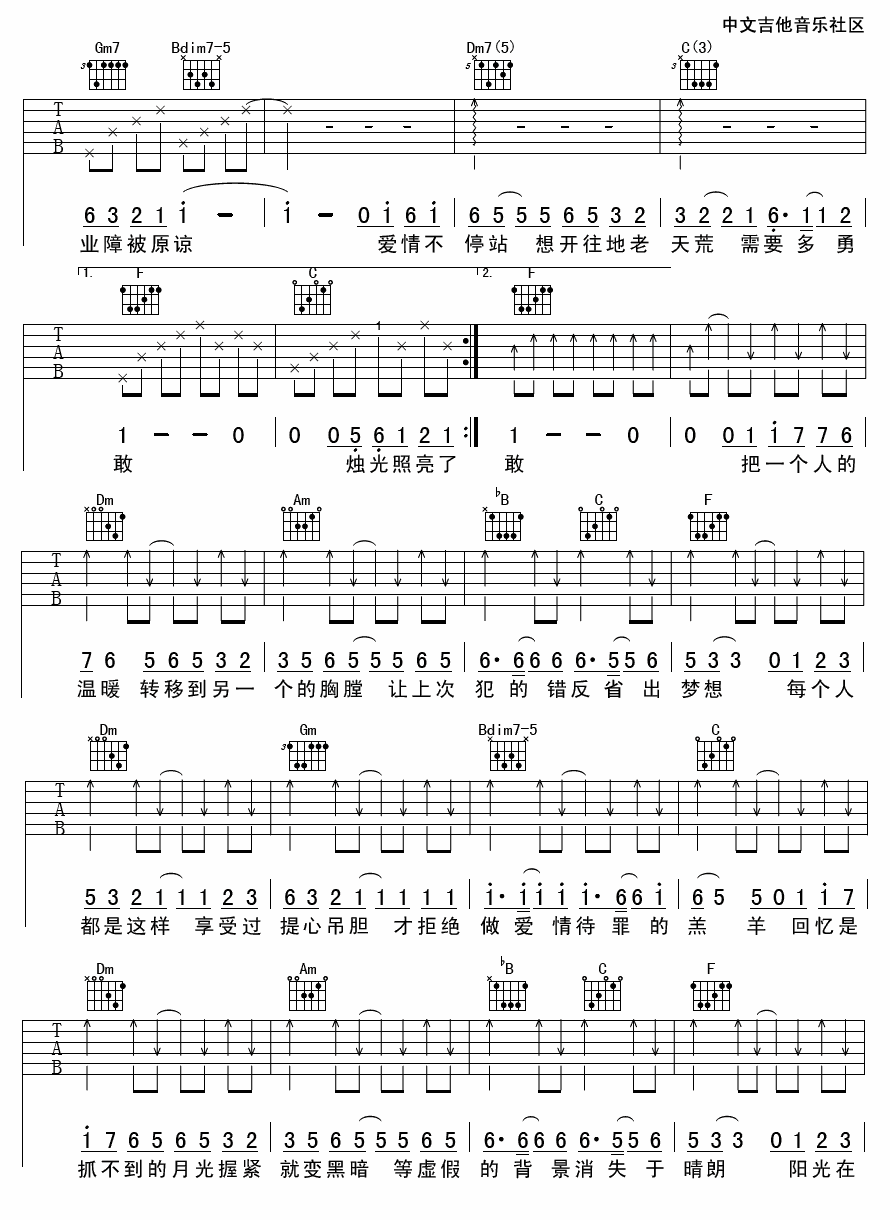 中文吉他音乐社区
Gm7 Bdim7-5 Dm7(5) C(3)
3 5 3
T A B
6 3 2 1 i - i - 0 i 6 i 6 5 5 5 6 5 3 2 3 2 2 1 6· 1 1 2
业障被原谅 爱情不 停站 想开往地老 天荒 需要多 勇
1. F C 2. F
T A B 1
1 - - 0 0 0 5 6 1 2 1 1 - - 0 0 0 1 i 7 7 6
敢 烛光照亮了 敢 把一个人的
Dm Am ♭B C F
T A B
7 6 5 6 5 3 2 3 5 6 5 5 5 6 5 6· 6 6 6 6· 5 5 6 5 3 3 0 1 2 3
温暖 转移到另一 个的胸膛 让上次 犯的 错反省出 梦想 每个人
Dm Gm Bdim7-5 C
3
T A B
5 3 2 1 1 1 2 3 6 3 2 1 1 1 1 1 i· i i i i· 6 6 i 6 5 5 0 1 i 7
都是这样 享受过 提心吊胆 才拒绝 做爱 情待 罪的 羔 羊 回忆是
Dm Am ♭B C F
T A B
i 7 6 5 6 5 3 2 3 5 6 5 5 5 6 5 6· 6 6 6 6· 5 5 6 5 3 3 0 1 2 3
抓不到的月光握紧 就变黑暗 等虚假 的 背 景消 失 于 晴朗 阳光在